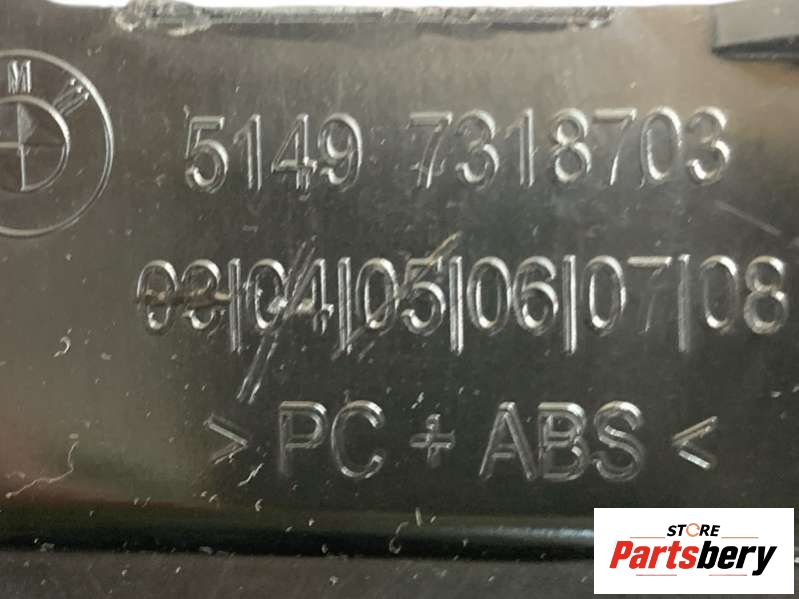 M W
5149 7318703
03|04|05|06|07|08
> PC + ABS <
STORE
Partsbery